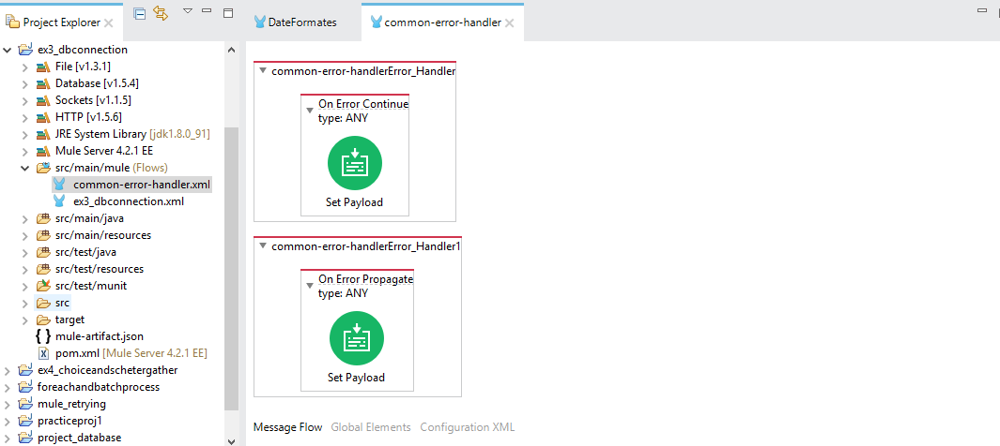 Project Explorer
DateFormates
common-error-handler
ex3_dbconnection
File [v1.3.1]
Database [v1.5.4]
Sockets [v1.1.5]
HTTP [v1.5.6]
JRE System Library [jdk1.8.0_91]
Mule Server 4.2.1 EE
src/main/mule (Flows)
common-error-handler.xml
ex3_dbconnection.xml
src/main/java
src/main/resources
src/test/java
src/test/resources
src/test/munit
src
target
mule-artifact.json
pom.xml [Mule Server 4.2.1 EE]
ex4_choiceandschetergather
foreachandbatchprocess
mule_retrying
practiceproj1
project_database
common-error-handlerError_Handler
On Error Continue
type: ANY
Set Payload
common-error-handlerError_Handler1
On Error Propagate
type: ANY
Set Payload
Message Flow
Global Elements
Configuration XML